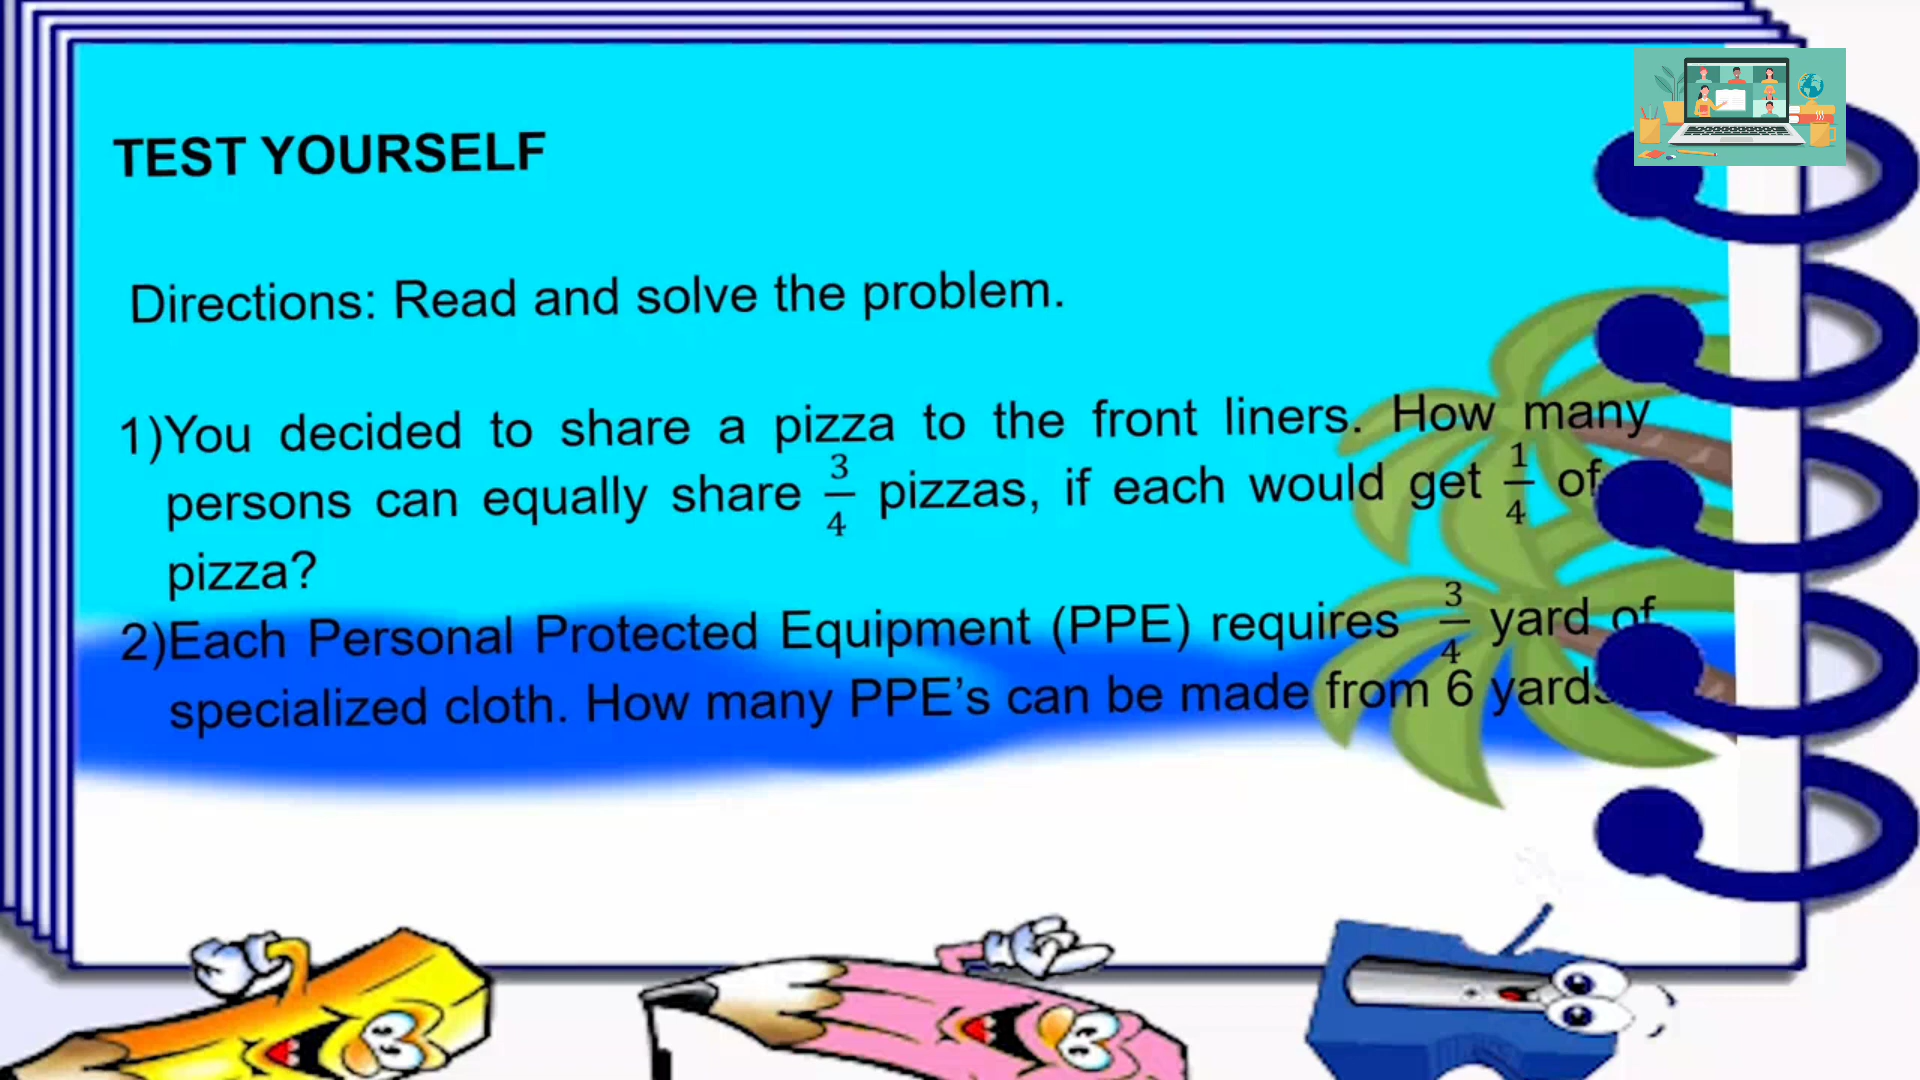 TEST YOURSELF
Directions: Read and solve the problem.
1)You decided to share a pizza to the front liners. How many
persons can equally share 3/4 pizzas, if each would get 1/4 of
pizza?
2)Each Personal Protected Equipment (PPE) requires 3/4 yard of
specialized cloth. How many PPE's can be made from 6 yards